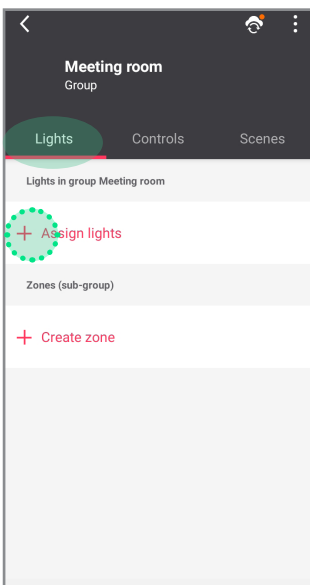 Meeting room
Group
Lights Controls Scenes
Lights in group Meeting room
+ Assign lights
Zones (sub-group)
+ Create zone